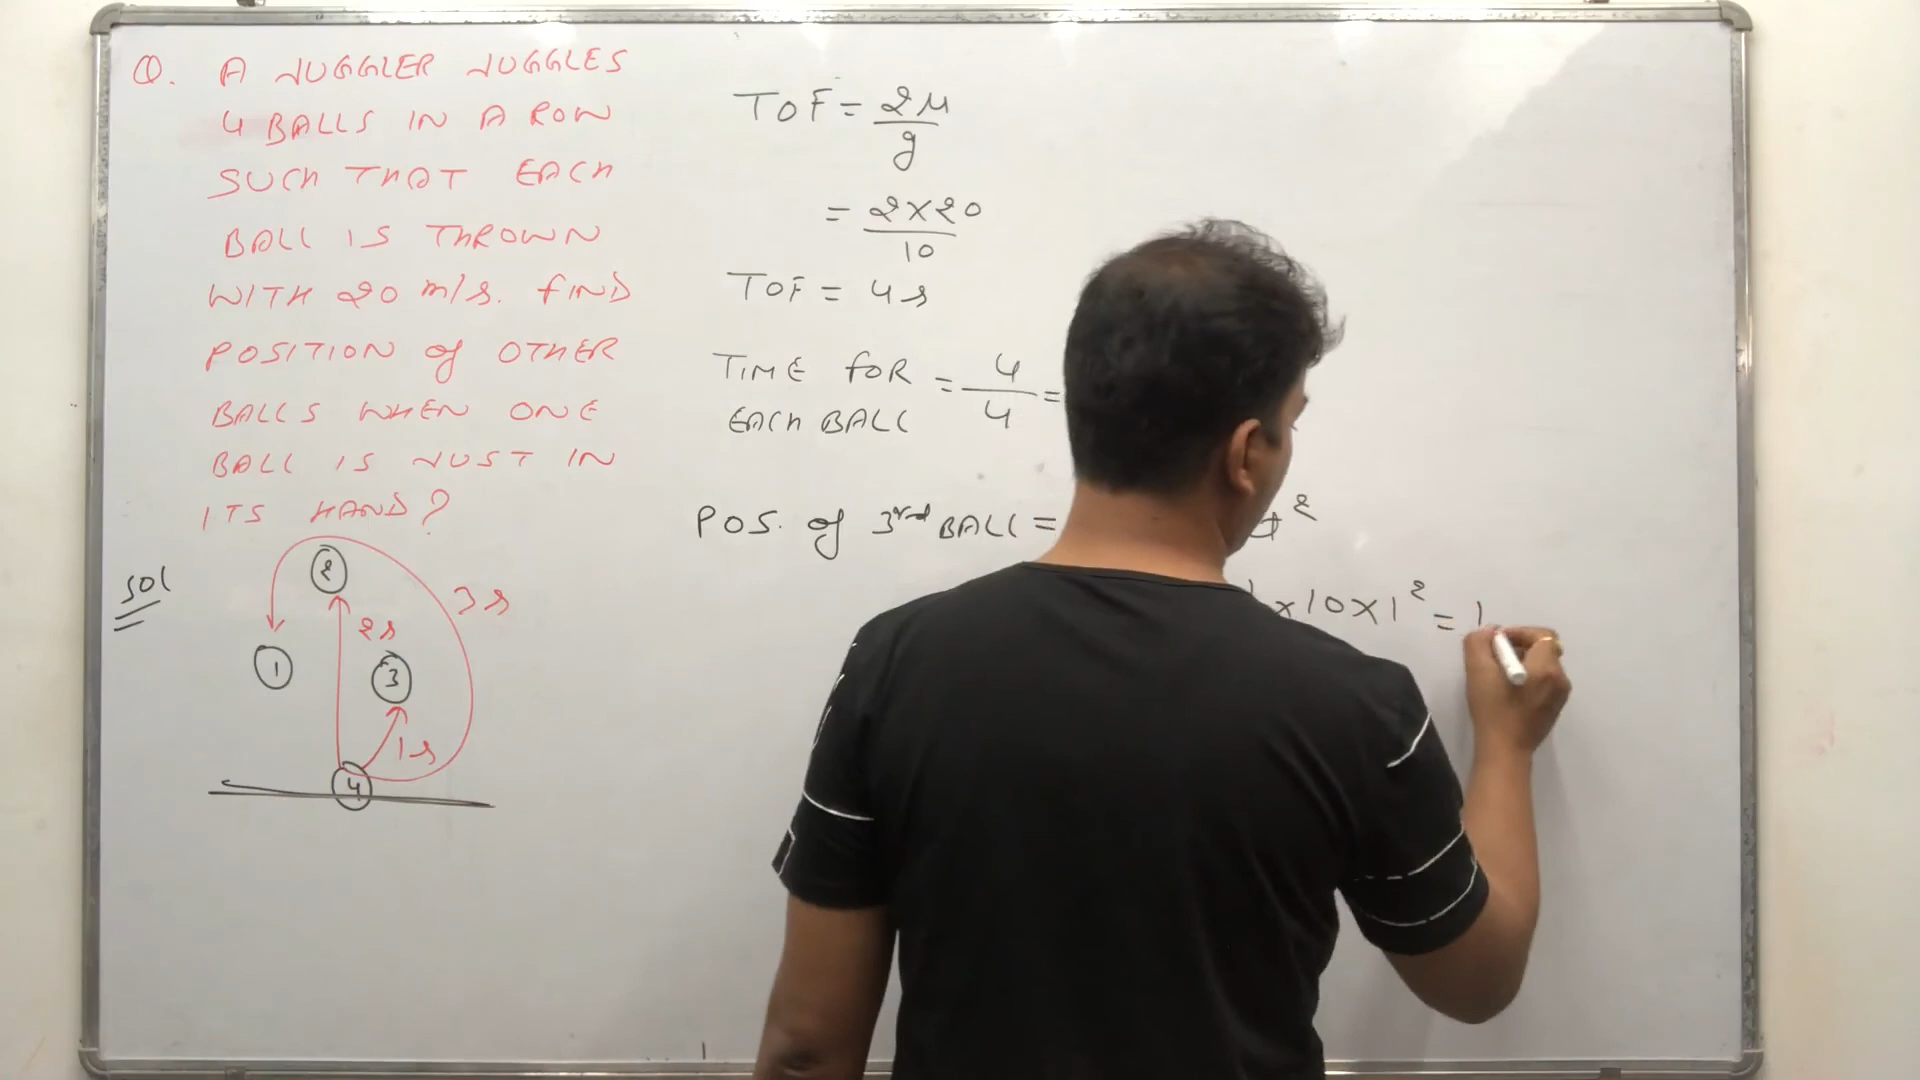 Q. A JUGGLER JUGGLES
4 BALLS IN A ROW
SUCH THAT EACH
BALL IS THROWN
WITH 20 m/s. FIND
POSITION of OTHER
BALLS WHEN ONE
BALL IS JUST IN
ITS HAND?
SOL
2
3s
2s
1
3
1s
4
TOF = 2u/g
= 2×20/10
TOF = 4s
TIME FOR EACH BALL = 4/4 =
POS. of 3rd BALL =
×10×1² = 1